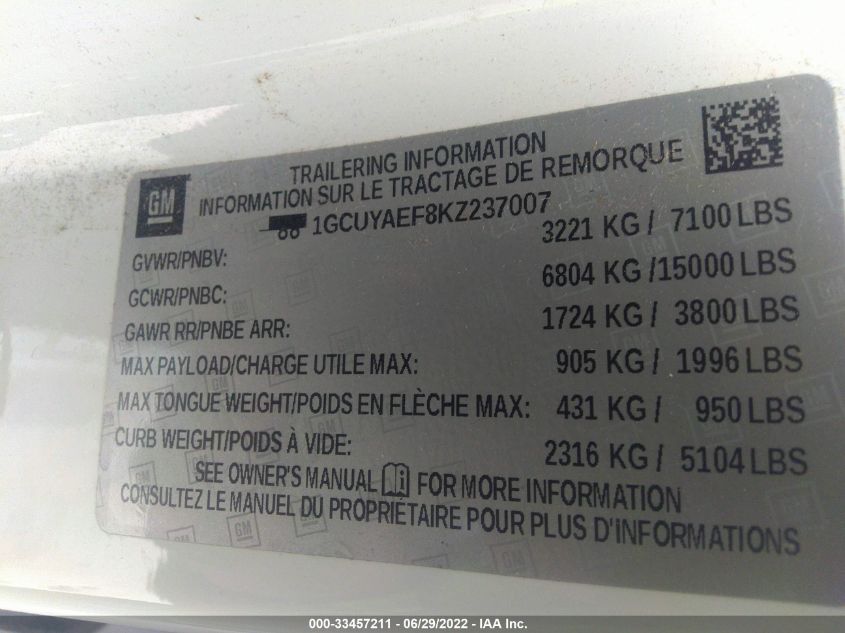 GM
TRAILERING INFORMATION
INFORMATION SUR LE TRACTAGE DE REMORQUE
1GCUYAEF8KZ237007
GVWR/PNBV: 3221 KG / 7100 LBS
GCWR/PNBC: 6804 KG /15000 LBS
GAWR RR/PNBE ARR: 1724 KG / 3800 LBS
MAX PAYLOAD/CHARGE UTILE MAX: 905 KG / 1996 LBS
MAX TONGUE WEIGHT/POIDS EN FLÈCHE MAX: 431 KG / 950 LBS
CURB WEIGHT/POIDS À VIDE: 2316 KG / 5104 LBS
SEE OWNER'S MANUAL FOR MORE INFORMATION
CONSULTEZ LE MANUEL DU PROPRIÉTAIRE POUR PLUS D'INFORMATIONS
000-33457211 - 06/29/2022 - IAA Inc.